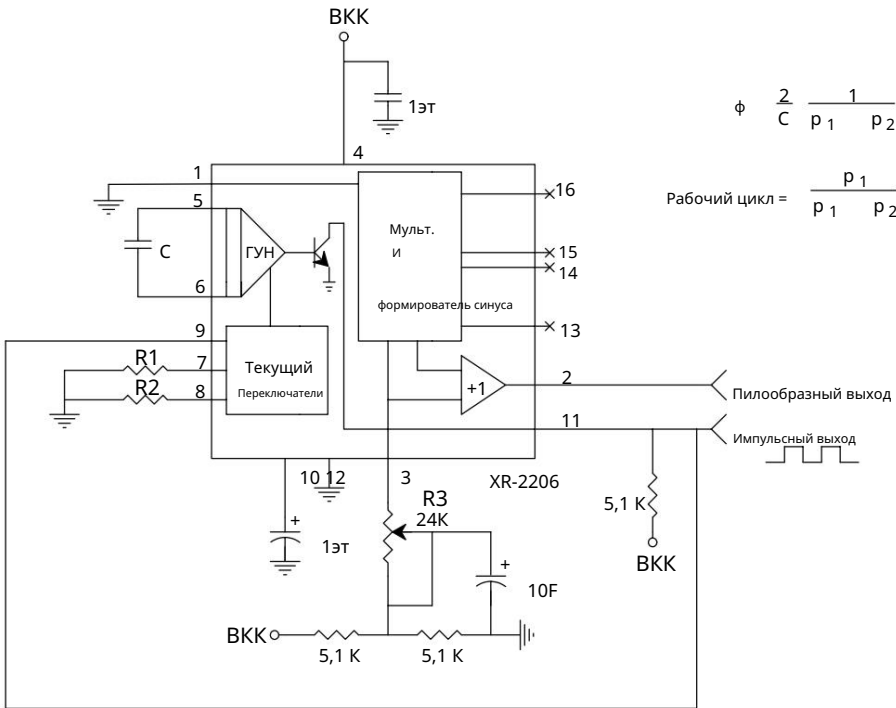 ВКК
1эт
ф 2 1
С р 1 р 2
4
1
16
5
Рабочий цикл = р 1
р 1 р 2
Мульт.
и
С
ГУН
15
14
6
формирователь синуса
9
13
R1
7
Текущий
R2
8
Переключатели
+1
2
Пилообразный выход
11
Импульсный выход
10 12
3
XR-2206
R3
24К
5,1 К
+
1эт
+
10F
ВКК
ВКК
5,1 К
5,1 К